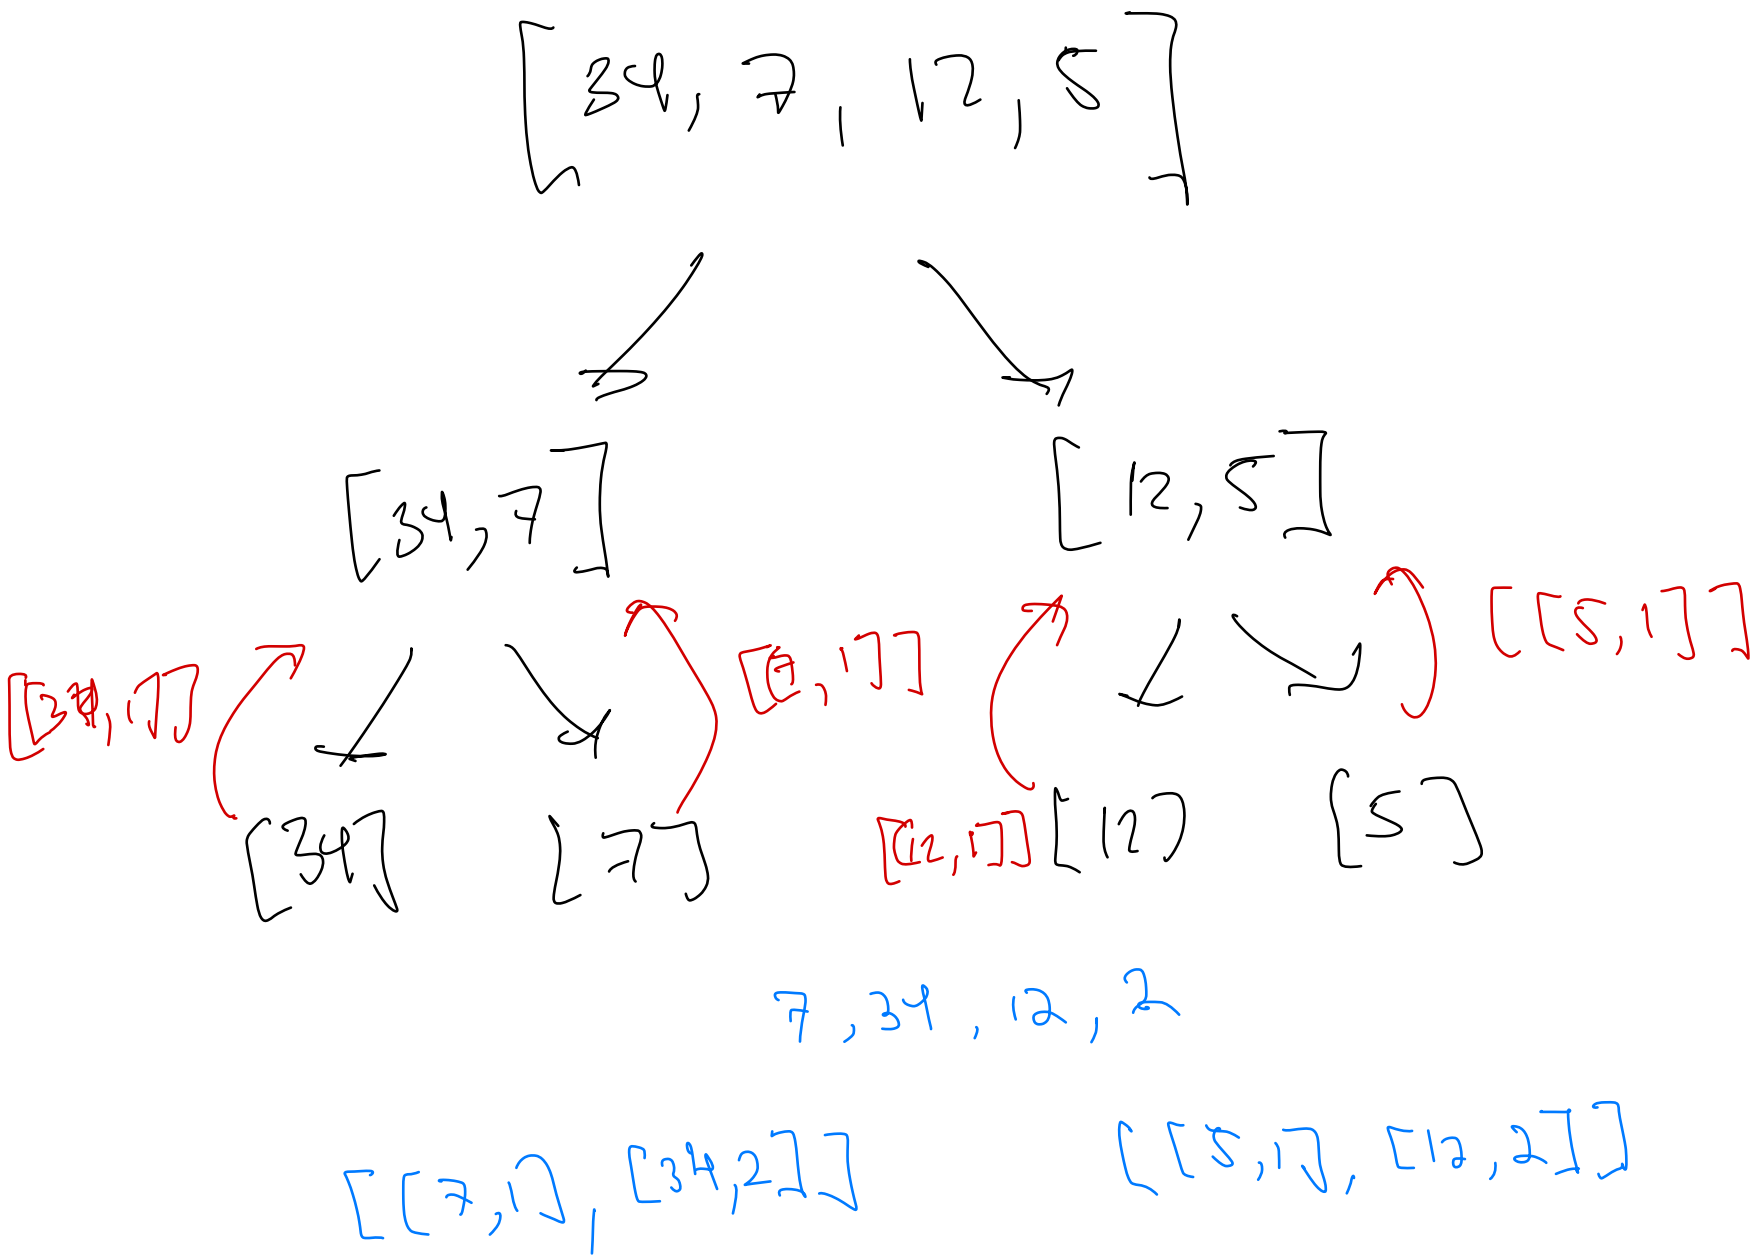 [34, 7, 12, 5]
[34, 7]
[12, 5]
[[5, 1]]
[[34, 1]]
[[7, 1]]
[34]
[7]
[[12, 1]]
[12)
[5]
7, 34, 12, 2
[[7, 1], [34, 2]]
[[5, 1], [12, 2]]